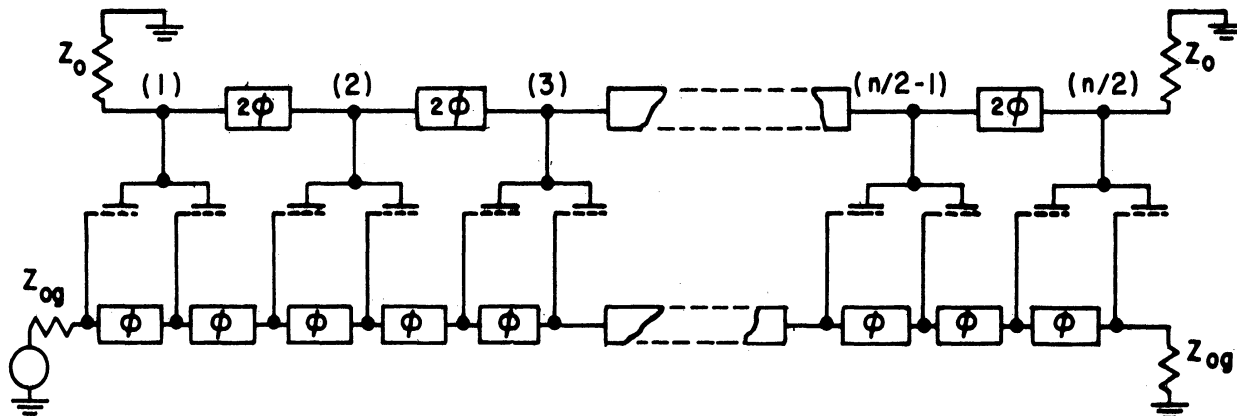 Z₀ (1) 2Φ (2) 2Φ (3) (n/2-1) 2Φ (n/2) Z₀
Z₀g Φ Φ Φ Φ Φ Φ Φ Φ Z₀g